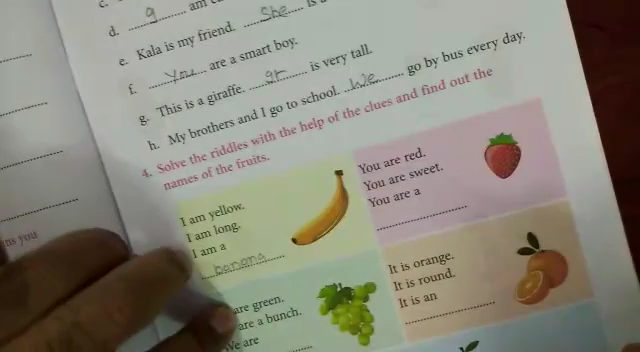 d. ........ g ........ am
e. Kala is my friend. ..She.. is
f. ....You.... are a smart boy.
g. This is a giraffe. ..gr.. is very tall.
h. My brothers and I go to school. ..We.. go by bus every day.
4. Solve the riddles with the help of the clues and find out the
names of the fruits.
I am yellow.
I am long.
I am a
banana
You are red.
You are sweet.
You are a
are green.
are a bunch.
We are
It is orange.
It is round.
It is an
you